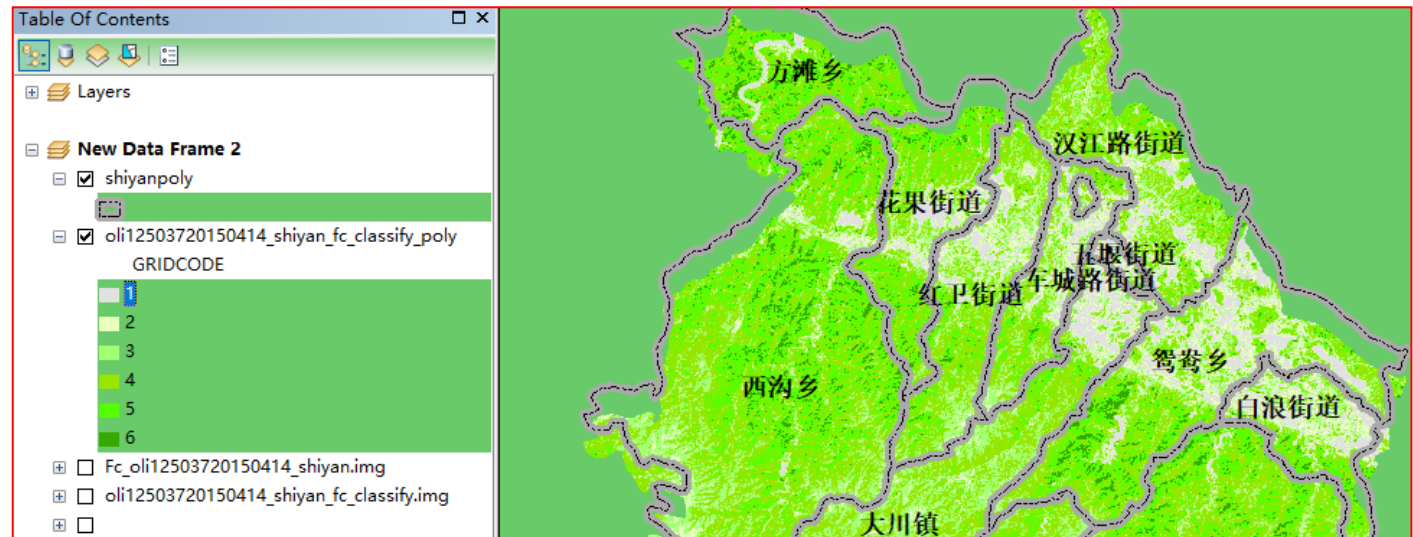 Table Of Contents
Layers
New Data Frame 2
shiyanpoly
oli12503720150414_shiyan_fc_classify_poly
GRIDCODE
1
2
3
4
5
6
Fc_oli12503720150414_shiyan.img
oli12503720150414_shiyan_fc_classify.img
方滩乡
汉江路街道
花果街道
五堰街道
车城路街道
红卫街道
鸳鸯乡
西沟乡
白浪街道
大川镇